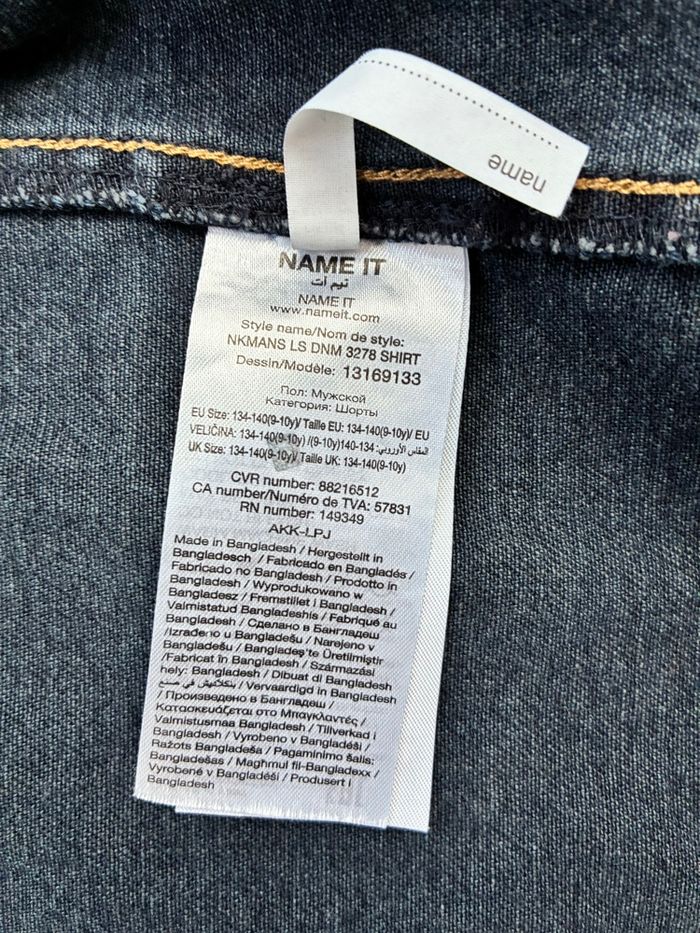 name
NAME IT
نيم آت
NAME IT
www.nameit.com
Style name/Nom de style:
NKMANS LS DNM 3278 SHIRT
Dessin/Modèle: 13169133
Пол: Мужской
Категория: Шорты
EU Size: 134-140(9-10y)/ Taille EU: 134-140(9-10y)/ EU
VELIČINA: 134-140(9-10y) /(9-10y)140-134 :المقاس الأوروبي
UK Size: 134-140(9-10y)/ Taille UK: 134-140(9-10y)
CVR number: 88216512
CA number/Numéro de TVA: 57831
RN number: 149349
AKK-LPJ
Made in Bangladesh / Hergestellt in
Bangladesch / Fabricado en Bangladés /
Fabricado no Bangladesh / Prodotto in
Bangladesh / Wyprodukowano w
Bangladesz / Fremstillet i Bangladesh /
Valmistatud Bangladeshis / Fabriqué au
Bangladesh / Сделано в Бангладеш
/Izrađeno u Bangladešu / Narejeno v
Bangladešu / Bangladeş'te Üretilmiştir
/Fabricat în Bangladesh / Származási
hely: Banglades / Dibuat di Bangladesh
/ بنگلاديش في صنع / Vervaardigd in Bangladesh
/ Произведено в Бангладеш /
Κατασκευάζεται στο Μπαγκλαντές /
Valmistusmaa Bangladesh / Tillverkad i
Bangladesh / Vyrobeno v Bangladéši /
Ražots Bangladeša / Pagaminimo šalis:
Bangladešas / Magħmul fil-Bangladexx /
Vyrobené v Bangladéši / Produsert i
Bangladesh